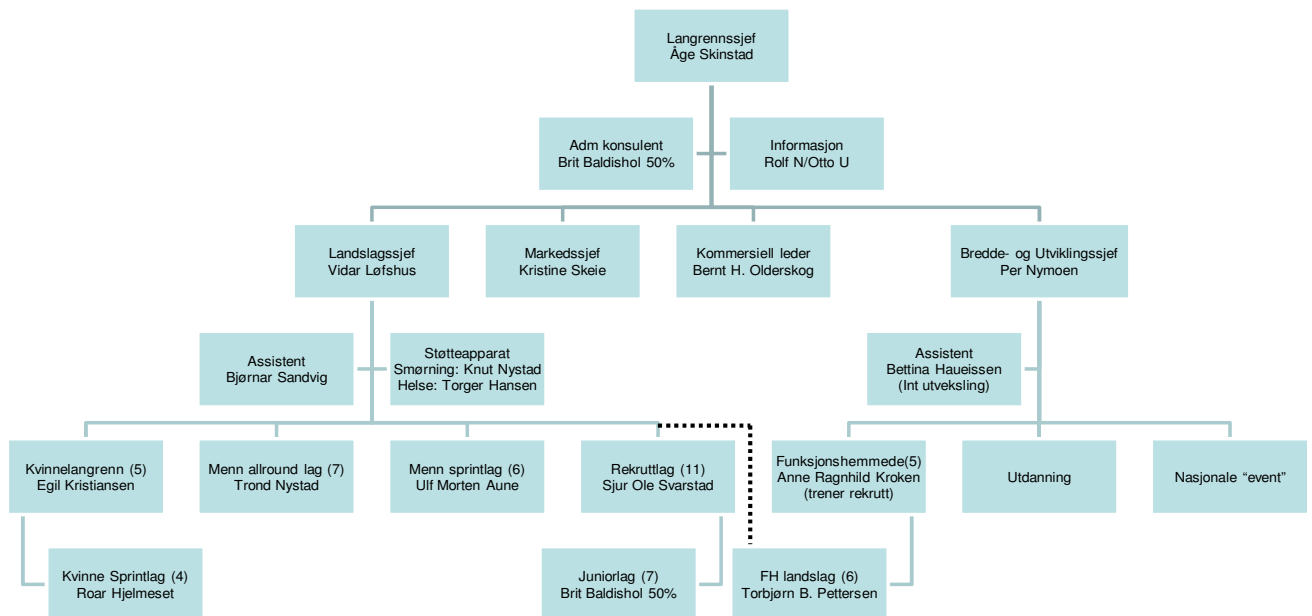 Langrennssjef
Åge Skinstad
Adm konsulent
Brit Baldishol 50%
Informasjon
Rolf N/Otto U
Landslagssjef
Vidar Løfshus
Markedssjef
Kristine Skeie
Kommersiell leder
Bernt H. Olderskog
Bredde- og Utviklingssjef
Per Nymoen
Assistent
Bjørnar Sandvig
Støtteapparat
Smørning: Knut Nystad
Helse: Torger Hansen
Assistent
Bettina Haueissen
(Int utveksling)
Kvinnelangrenn (5)
Egil Kristiansen
Menn allround lag (7)
Trond Nystad
Menn sprintlag (6)
Ulf Morten Aune
Rekruttlag (11)
Sjur Ole Svarstad
Funksjonshemmede(5)
Anne Ragnhild Kroken
(trener rekrutt)
Utdanning
Nasjonale “event”
Kvinne Sprintlag (4)
Roar Hjelmeset
Juniorlag (7)
Brit Baldishol 50%
FH landslag (6)
Torbjørn B. Pettersen